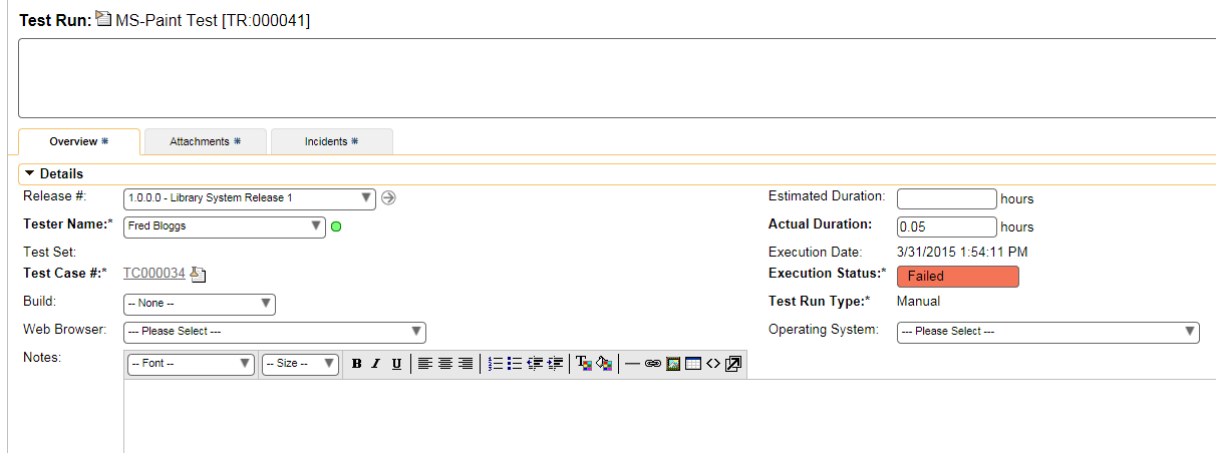 Test Run: MS-Paint Test [TR:000041]
Overview * Attachments * Incidents *
▼ Details
Release #: 1.0.0.0 - Library System Release 1 Estimated Duration: hours
Tester Name:* Fred Bloggs Actual Duration: 0.05 hours
Test Set: Execution Date: 3/31/2015 1:54:11 PM
Test Case #:* TC000034 Execution Status:* Failed
Build: -- None -- Test Run Type:* Manual
Web Browser: --- Please Select --- Operating System: --- Please Select ---
Notes: -- Font -- -- Size -- B I U